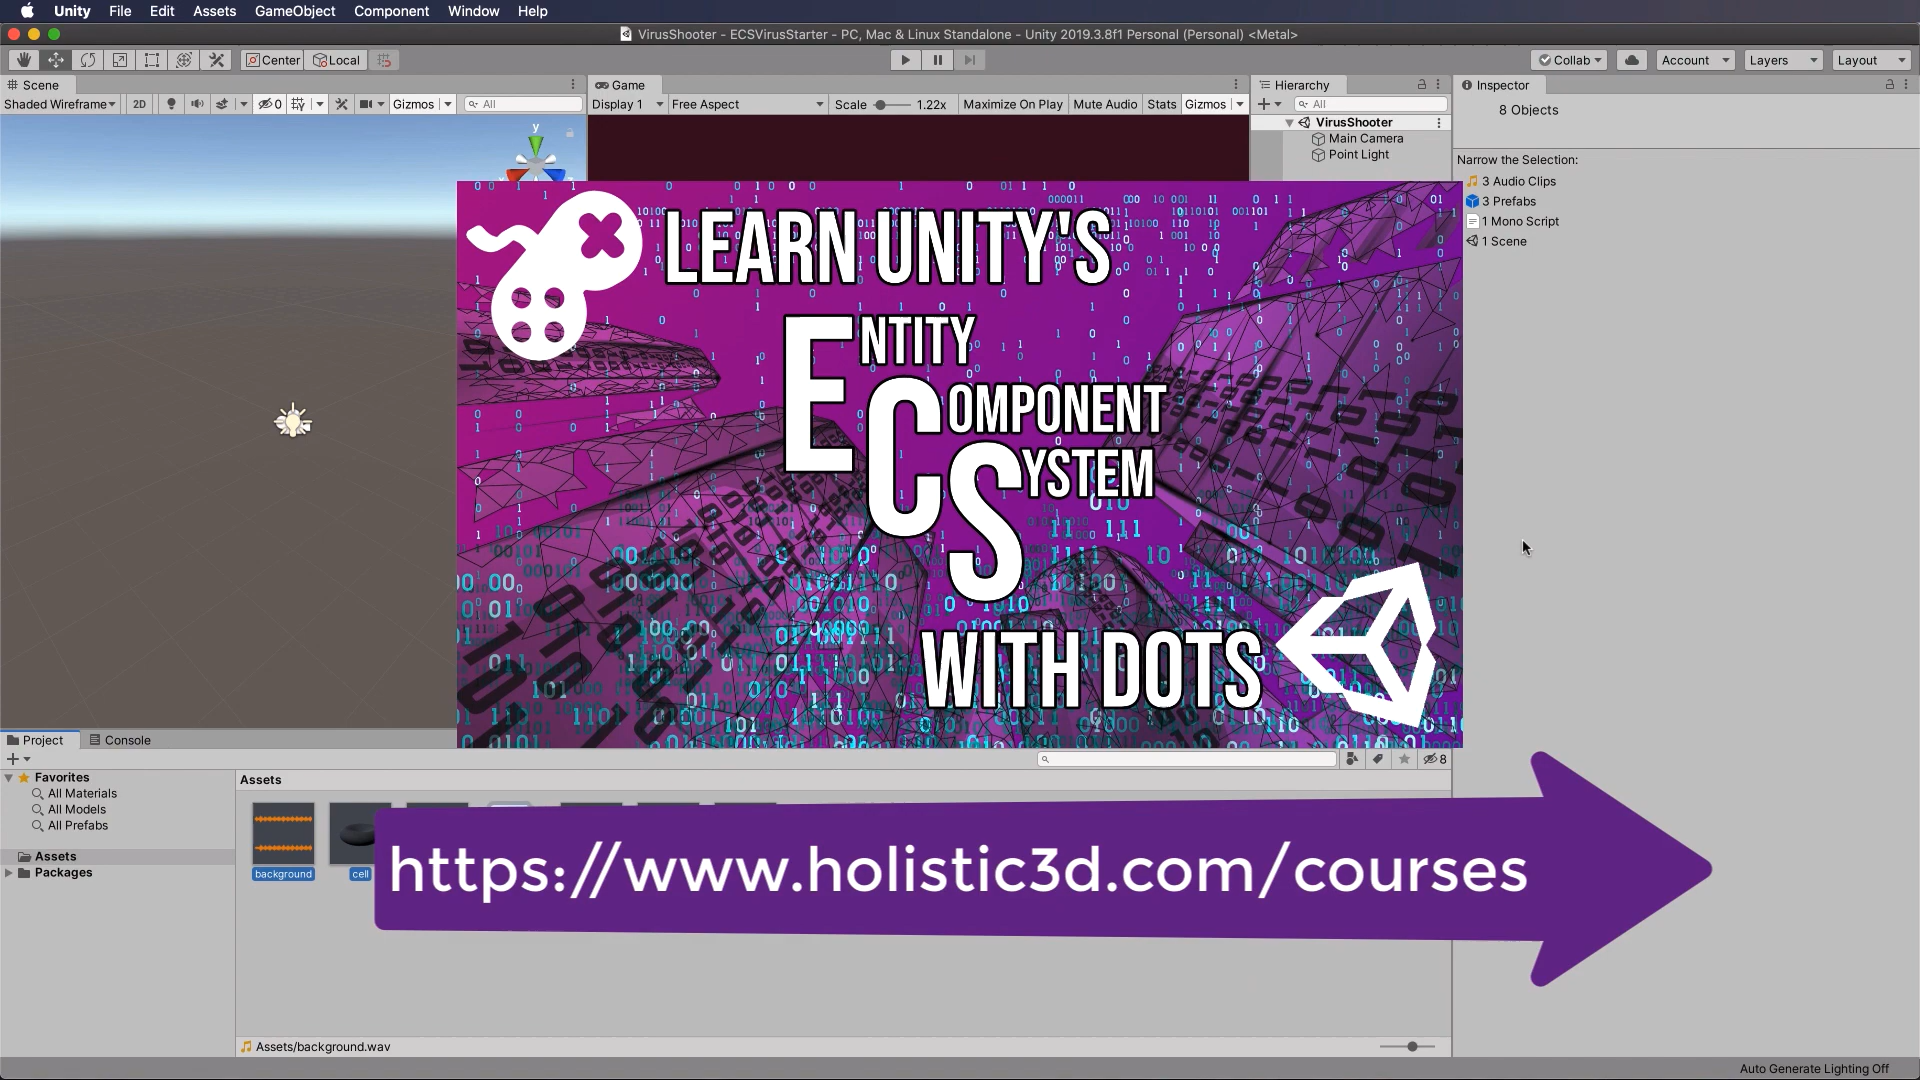 Unity File Edit Assets GameObject Component Window Help
VirusShooter - ECSVirusStarter - PC, Mac & Linux Standalone - Unity 2019.3.8f1 Personal (Personal) <Metal>
Center Local Collab Account Layers Layout
Scene Game Hierarchy Inspector
Shaded Wireframe 2D 0 Gizmos All
Display 1 Free Aspect Scale 1.22x Maximize On Play Mute Audio Stats Gizmos
All
8 Objects
VirusShooter
Main Camera
Point Light
Narrow the Selection:
3 Audio Clips
3 Prefabs
1 Mono Script
1 Scene
y
LEARN UNITY'S
ENTITY
COMPONENT
SYSTEM
WITH DOTS
Project Console
8
Favorites
All Materials
All Models
All Prefabs
Assets
Packages
Assets
background
cell
https://www.holistic3d.com/courses
Assets/background.wav
Auto Generate Lighting Off